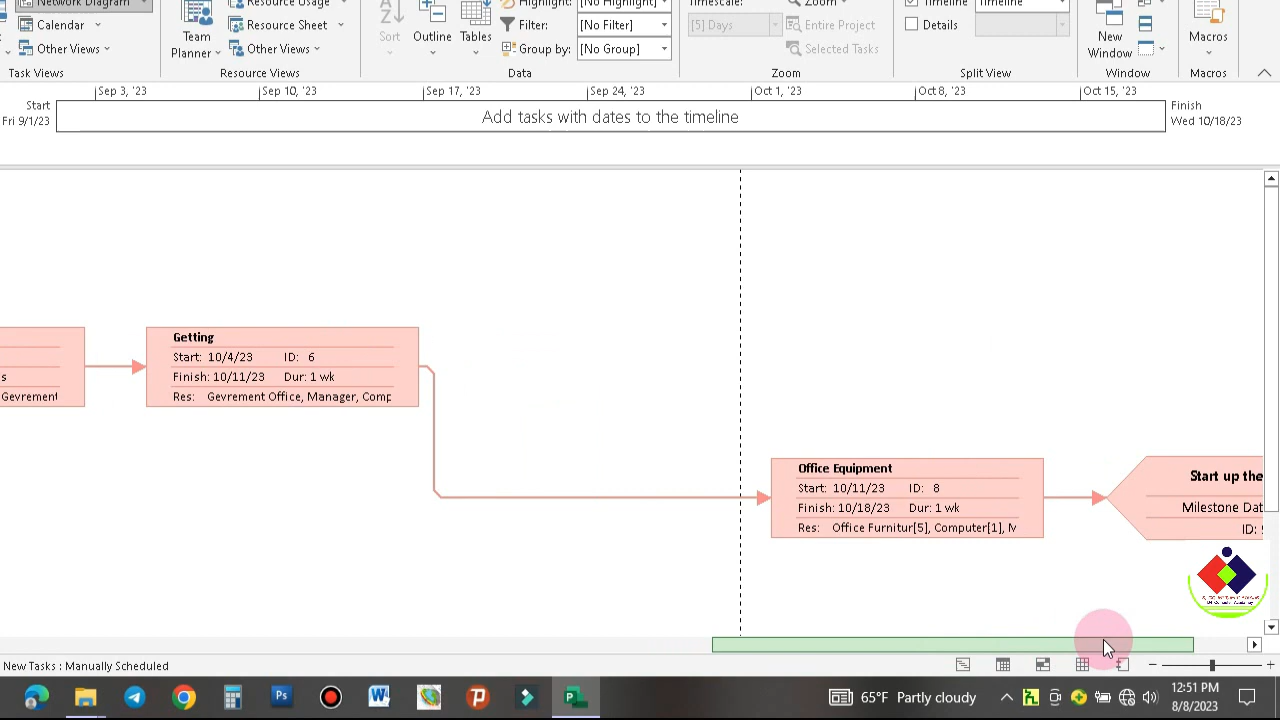 Network Diagram
Calendar
Other Views
Task Views
Team
Planner
Resource Usage
Resource Sheet
Other Views
Resource Views
Sort
Outline
Tables
Highlight:
[No Highlight]
Filter:
[No Filter]
Group by:
[No Group]
Data
Timescale:
[5] Days
Zoom
Entire Project
Selected Tasks
Zoom
Timeline
Timeline
Details
Split View
New
Window
Window
Macros
Macros
Start
Fri 9/1/23
Sep 3, '23
Sep 10, '23
Sep 17, '23
Sep 24, '23
Oct 1, '23
Oct 8, '23
Oct 15, '23
Add tasks with dates to the timeline
Finish
Wed 10/18/23
s
Gevrement
Getting
Start: 10/4/23 ID: 6
Finish: 10/11/23 Dur: 1 wk
Res: Gevrement Office, Manager, Comp
Office Equipment
Start: 10/11/23 ID: 8
Finish: 10/18/23 Dur: 1 wk
Res: Office Furnitur[5], Computer[1], M
Start up the
Milestone Dat
ID:
New Tasks : Manually Scheduled
65°F Partly cloudy
12:51 PM
8/8/2023